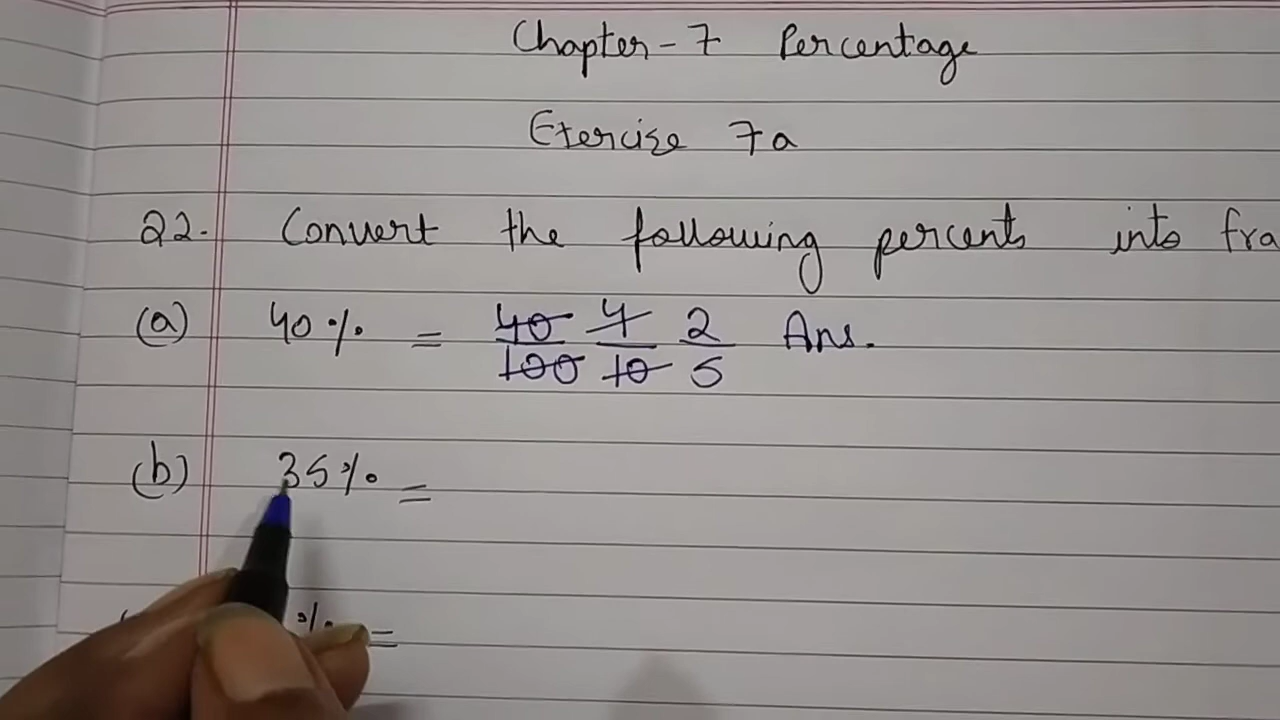 Chapter-7 Percentage
Exercise 7a
22. Convert the following percents into fra
(a) 40% = 40/100 4/10 2/5 Ans.
(b) 35% =
% =